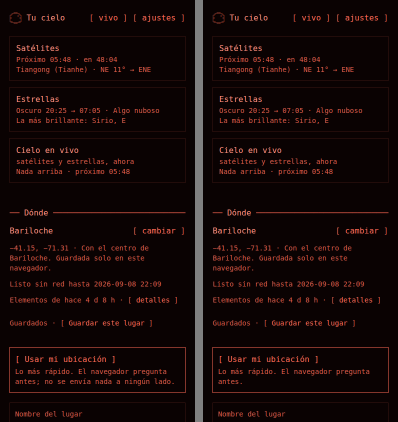 Tu cielo [ vivo ] [ ajustes ]
Satélites
Próximo 05:48 · en 48:04
Tiangong (Tianhe) · NE 11° → ENE
Estrellas
Oscuro 20:25 → 07:05 · Algo nuboso
La más brillante: Sirio, E
Cielo en vivo
satélites y estrellas, ahora
Nada arriba · próximo 05:48
Dónde
Bariloche [ cambiar ]
−41.15, −71.31 · Con el centro de
Bariloche. Guardada solo en este
navegador.
Listo sin red hasta 2026-09-08 22:09
Elementos de hace 4 d 8 h · [ detalles ]
Guardados · [ Guardar este lugar ]
[ Usar mi ubicación ]
Lo más rápido. El navegador pregunta
antes; no se envía nada a ningún lado.
Nombre del lugar
Tu cielo [ vivo ] [ ajustes ]
Satélites
Próximo 05:48 · en 48:04
Tiangong (Tianhe) · NE 11° → ENE
Estrellas
Oscuro 20:25 → 07:05 · Algo nuboso
La más brillante: Sirio, E
Cielo en vivo
satélites y estrellas, ahora
Nada arriba · próximo 05:48
Dónde
Bariloche [ cambiar ]
−41.15, −71.31 · Con el centro de
Bariloche. Guardada solo en este
navegador.
Listo sin red hasta 2026-09-08 22:09
Elementos de hace 4 d 8 h · [ detalles ]
Guardados · [ Guardar este lugar ]
[ Usar mi ubicación ]
Lo más rápido. El navegador pregunta
antes.
Nombre del lugar